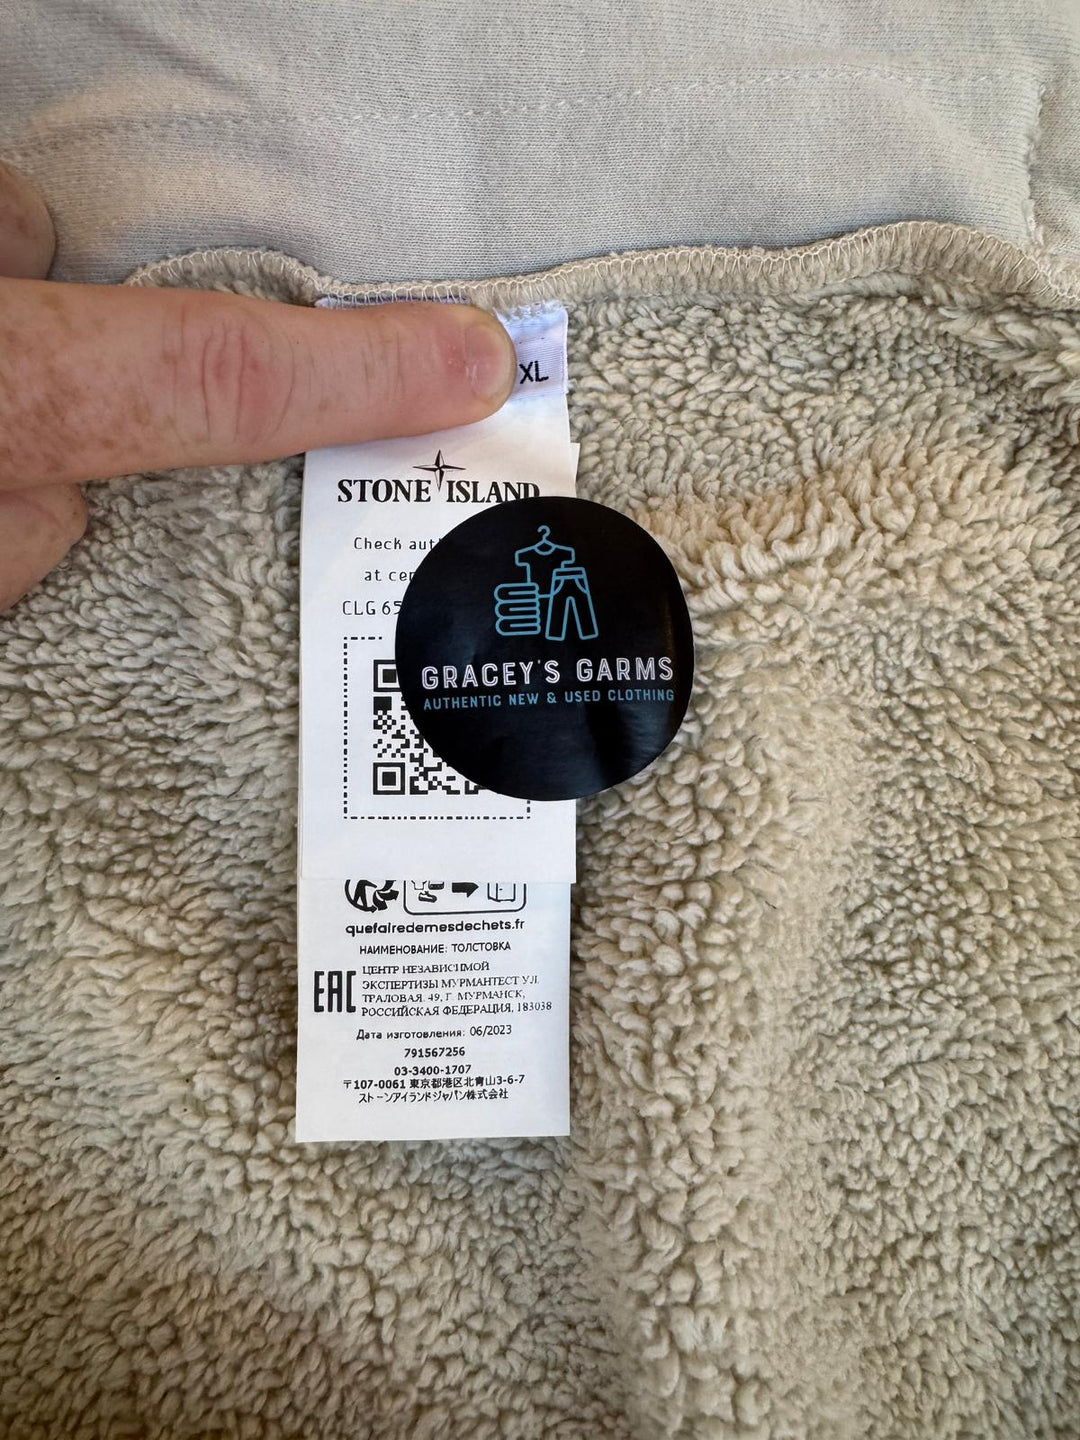 XL
STONE ISLAND
Check
at
CLG 65
GRACEY'S GARMS
AUTHENTIC NEW & USED CLOTHING
quefairedemesdechets.fr
НАИМЕНОВАНИЕ: ТОЛСТОВКА
EAC
ЦЕНТР НЕЗАВИСИМОЙ
ЭКСПЕРТИЗЫ МУРМАНТЕСТ УЛ.
ТРАЛОВАЯ. 49, Г. МУРМАНСК,
РОССИЙСКАЯ ФЕДЕРАЦИЯ, 183038
Дата изготовления: 06/2023
791567256
03-3400-1707
〒107-0061 東京都港区北青山3-6-7
ストーンアイランドジャパン株式会社